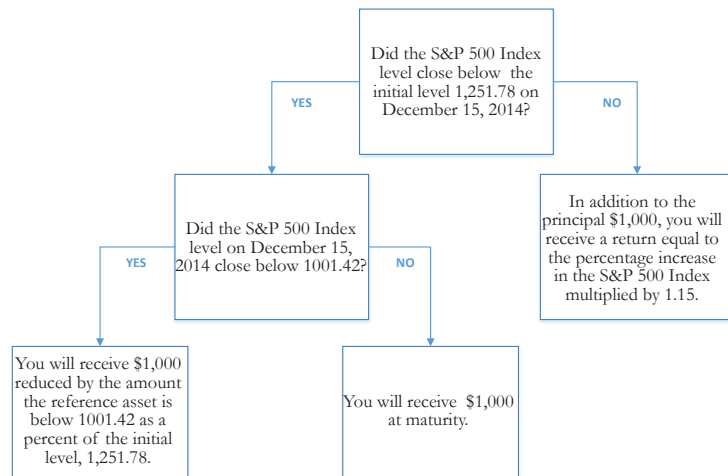 Did the S&P 500 Index
level close below the
initial level 1,251.78 on
December 15, 2014?
YES
NO
Did the S&P 500 Index
level on December 15,
2014 close below 1001.42?
In addition to the
principal $1,000, you will
receive a return equal to
the percentage increase
in the S&P 500 Index
multiplied by 1.15.
YES
NO
You will receive $1,000
reduced by the amount
the reference asset is
below 1001.42 as a
percent of the initial
level, 1,251.78.
You will receive $1,000
at maturity.